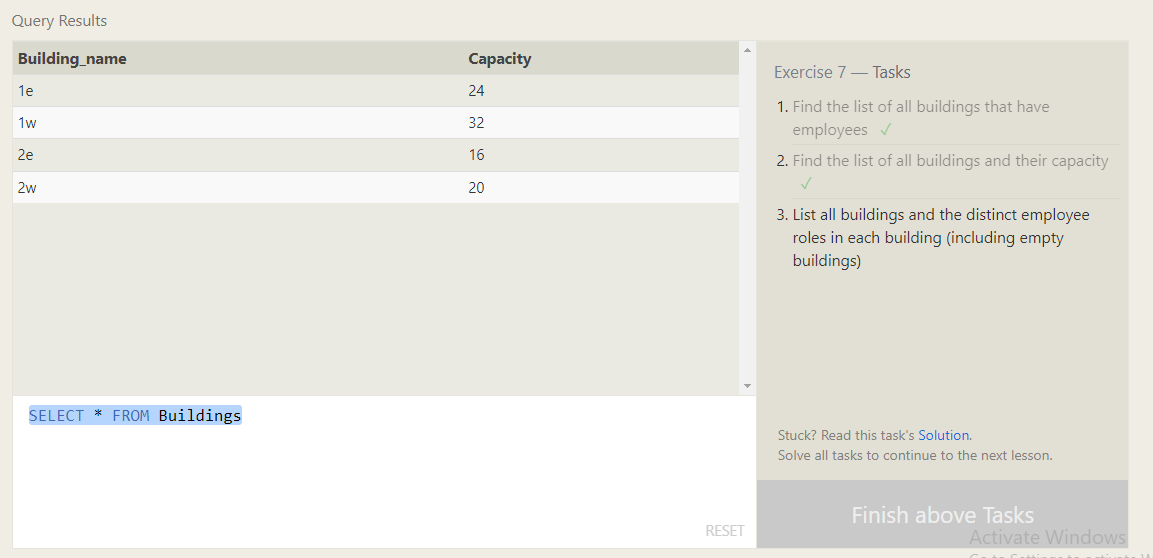 Query Results
Building_name Capacity
1e 24
1w 32
2e 16
2w 20
SELECT * FROM Buildings
RESET
Exercise 7 — Tasks
1. Find the list of all buildings that have
employees ✓
2. Find the list of all buildings and their capacity
✓
3. List all buildings and the distinct employee
roles in each building (including empty
buildings)
Stuck? Read this task's Solution.
Solve all tasks to continue to the next lesson.
Finish above Tasks
Activate Windows